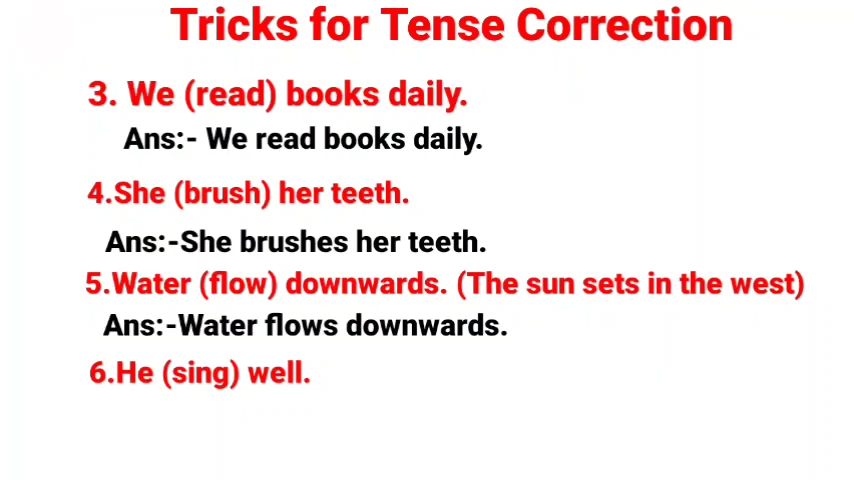 Tricks for Tense Correction
3. We (read) books daily.
Ans:- We read books daily.
4.She (brush) her teeth.
Ans:-She brushes her teeth.
5.Water (flow) downwards. (The sun sets in the west)
Ans:-Water flows downwards.
6.He (sing) well.